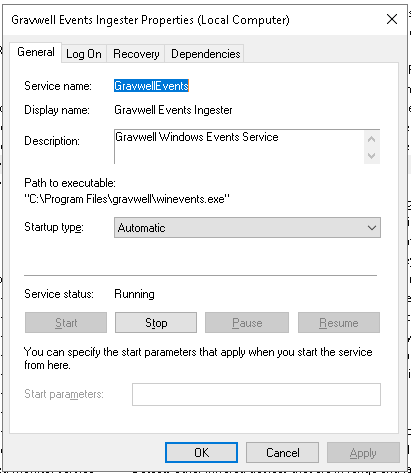 Gravwell Events Ingester Properties (Local Computer)
General Log On Recovery Dependencies
Service name: GravwellEvents
Display name: Gravwell Events Ingester
Description: Gravwell Windows Events Service
Path to executable:
"C:\Program Files\gravwell\winevents.exe"
Startup type: Automatic
Service status: Running
Start Stop Pause Resume
You can specify the start parameters that apply when you start the service
from here.
Start parameters:
OK Cancel Apply